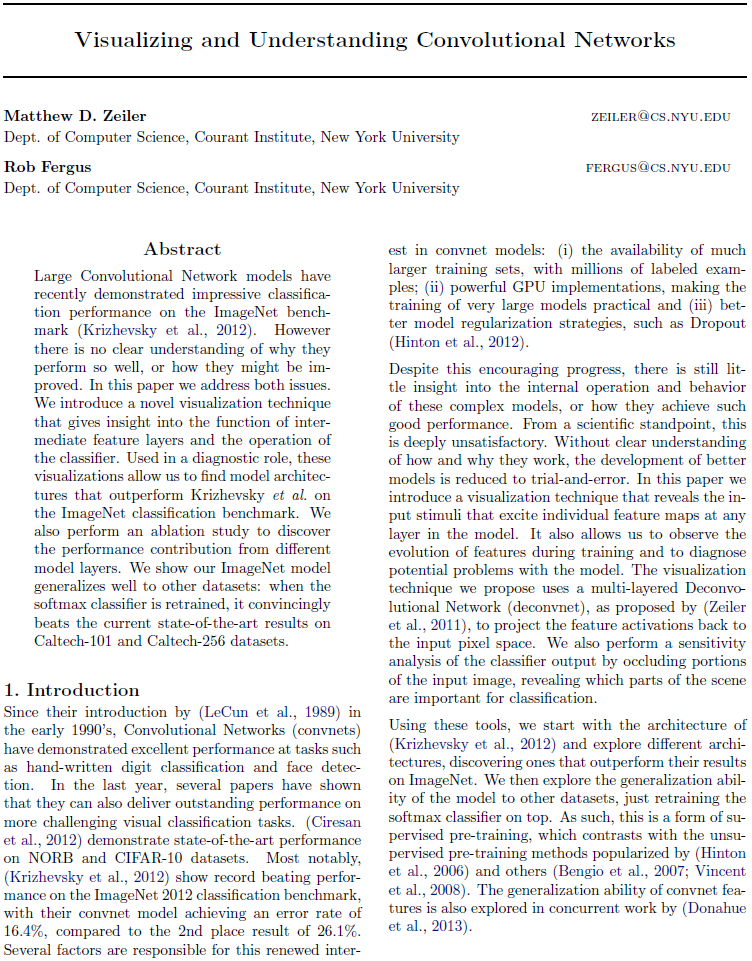 Visualizing and Understanding Convolutional Networks
Matthew D. Zeiler ZEILER@CS.NYU.EDU
Dept. of Computer Science, Courant Institute, New York University
Rob Fergus FERGUS@CS.NYU.EDU
Dept. of Computer Science, Courant Institute, New York University
Abstract
Large Convolutional Network models have
recently demonstrated impressive classifica-
tion performance on the ImageNet bench-
mark (Krizhevsky et al., 2012). However
there is no clear understanding of why they
perform so well, or how they might be im-
proved. In this paper we address both issues.
We introduce a novel visualization technique
that gives insight into the function of inter-
mediate feature layers and the operation of
the classifier. Used in a diagnostic role, these
visualizations allow us to find model architec-
tures that outperform Krizhevsky et al. on
the ImageNet classification benchmark. We
also perform an ablation study to discover
the performance contribution from different
model layers. We show our ImageNet model
generalizes well to other datasets: when the
softmax classifier is retrained, it convincingly
beats the current state-of-the-art results on
Caltech-101 and Caltech-256 datasets.
1. Introduction
Since their introduction by (LeCun et al., 1989) in
the early 1990's, Convolutional Networks (convnets)
have demonstrated excellent performance at tasks such
as hand-written digit classification and face detec-
tion. In the last year, several papers have shown
that they can also deliver outstanding performance on
more challenging visual classification tasks. (Ciresan
et al., 2012) demonstrate state-of-the-art performance
on NORB and CIFAR-10 datasets. Most notably,
(Krizhevsky et al., 2012) show record beating perfor-
mance on the ImageNet 2012 classification benchmark,
with their convnet model achieving an error rate of
16.4%, compared to the 2nd place result of 26.1%.
Several factors are responsible for this renewed inter-
est in convnet models: (i) the availability of much
larger training sets, with millions of labeled exam-
ples; (ii) powerful GPU implementations, making the
training of very large models practical and (iii) bet-
ter model regularization strategies, such as Dropout
(Hinton et al., 2012).
Despite this encouraging progress, there is still lit-
tle insight into the internal operation and behavior
of these complex models, or how they achieve such
good performance. From a scientific standpoint, this
is deeply unsatisfactory. Without clear understanding
of how and why they work, the development of better
models is reduced to trial-and-error. In this paper we
introduce a visualization technique that reveals the in-
put stimuli that excite individual feature maps at any
layer in the model. It also allows us to observe the
evolution of features during training and to diagnose
potential problems with the model. The visualization
technique we propose uses a multi-layered Deconvo-
lutional Network (deconvnet), as proposed by (Zeiler
et al., 2011), to project the feature activations back to
the input pixel space. We also perform a sensitivity
analysis of the classifier output by occluding portions
of the input image, revealing which parts of the scene
are important for classification.
Using these tools, we start with the architecture of
(Krizhevsky et al., 2012) and explore different archi-
tectures, discovering ones that outperform their results
on ImageNet. We then explore the generalization abil-
ity of the model to other datasets, just retraining the
softmax classifier on top. As such, this is a form of su-
pervised pre-training, which contrasts with the unsu-
pervised pre-training methods popularized by (Hinton
et al., 2006) and others (Bengio et al., 2007; Vincent
et al., 2008). The generalization ability of convnet fea-
tures is also explored in concurrent work by (Donahue
et al., 2013).